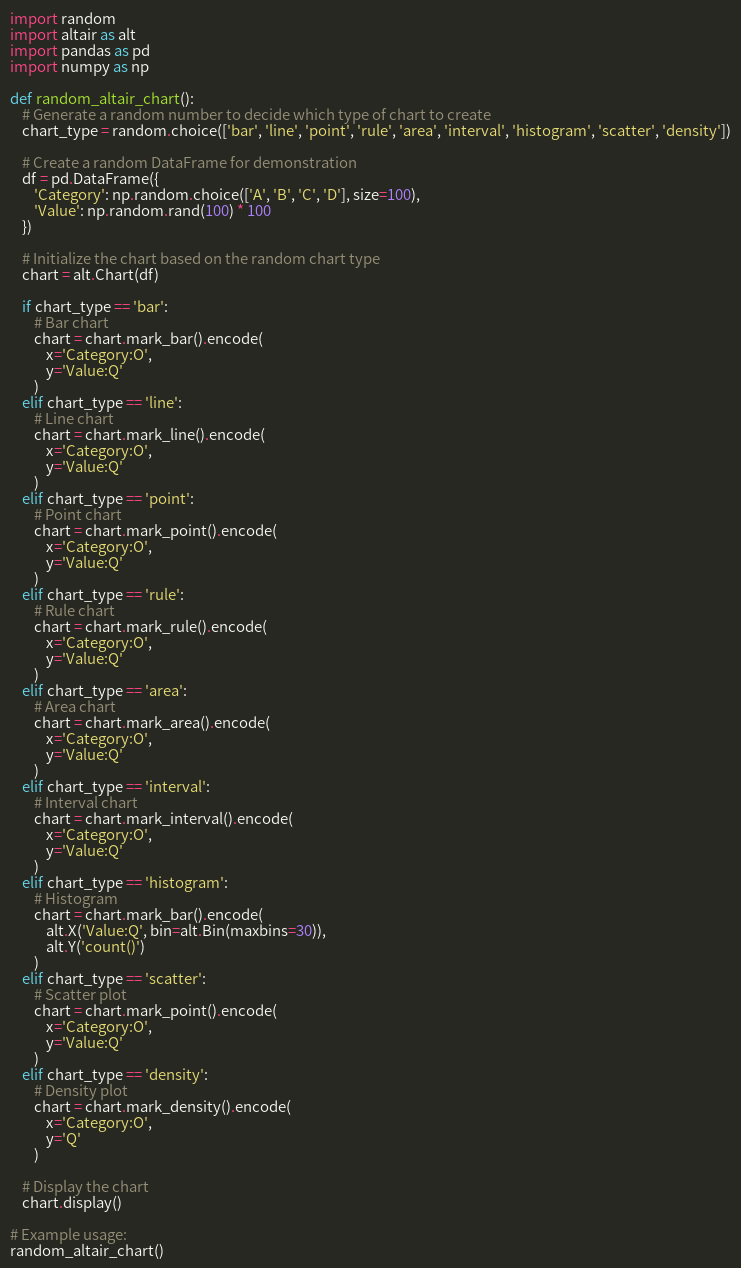 import random
import altair as alt
import pandas as pd
import numpy as np

def random_altair_chart():
    # Generate a random number to decide which type of chart to create
    chart_type = random.choice(['bar', 'line', 'point', 'rule', 'area', 'interval', 'histogram', 'scatter', 'density'])

    # Create a random DataFrame for demonstration
    df = pd.DataFrame({
        'Category': np.random.choice(['A', 'B', 'C', 'D'], size=100),
        'Value': np.random.rand(100) * 100
    })

    # Initialize the chart based on the random chart type
    chart = alt.Chart(df)

    if chart_type == 'bar':
        # Bar chart
        chart = chart.mark_bar().encode(
            x='Category:O',
            y='Value:Q'
        )
    elif chart_type == 'line':
        # Line chart
        chart = chart.mark_line().encode(
            x='Category:O',
            y='Value:Q'
        )
    elif chart_type == 'point':
        # Point chart
        chart = chart.mark_point().encode(
            x='Category:O',
            y='Value:Q'
        )
    elif chart_type == 'rule':
        # Rule chart
        chart = chart.mark_rule().encode(
            x='Category:O',
            y='Value:Q'
        )
    elif chart_type == 'area':
        # Area chart
        chart = chart.mark_area().encode(
            x='Category:O',
            y='Value:Q'
        )
    elif chart_type == 'interval':
        # Interval chart
        chart = chart.mark_interval().encode(
            x='Category:O',
            y='Value:Q'
        )
    elif chart_type == 'histogram':
        # Histogram
        chart = chart.mark_bar().encode(
            alt.X('Value:Q', bin=alt.Bin(maxbins=30)),
            alt.Y('count()')
        )
    elif chart_type == 'scatter':
        # Scatter plot
        chart = chart.mark_point().encode(
            x='Category:O',
            y='Value:Q'
        )
    elif chart_type == 'density':
        # Density plot
        chart = chart.mark_density().encode(
            x='Category:O',
            y='Q'
        )

    # Display the chart
    chart.display()

# Example usage:
random_altair_chart()